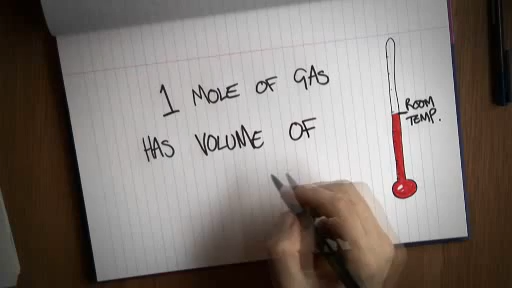 1 MOLE OF GAS
HAS VOLUME OF
ROOM
TEMP.